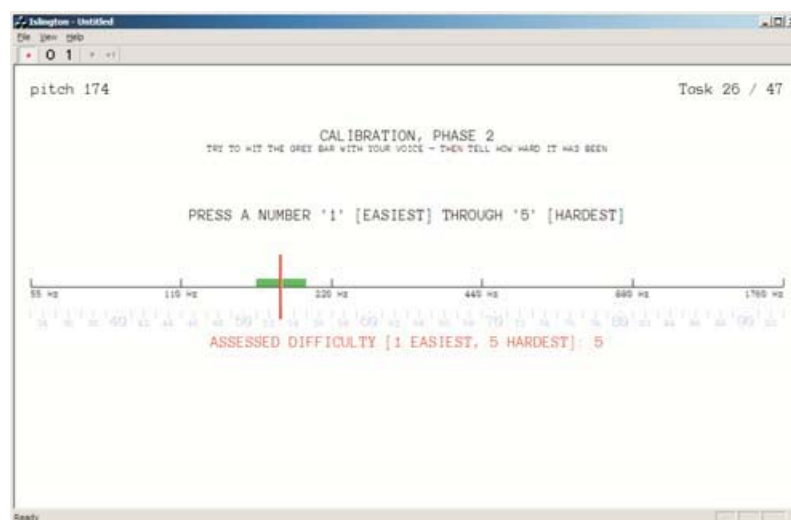 Islington - Untitled
File View Help
0 1
pitch 174
Task 26 / 47
CALIBRATION, PHASE 2
TRY TO HIT THE GREY BAR WITH YOUR VOICE - THEN TELL HOW HARD IT HAS BEEN
PRESS A NUMBER '1' [EASIEST] THROUGH '5' [HARDEST]
55 Hz 110 Hz 220 Hz 440 Hz 880 Hz 1760 Hz
ASSESSED DIFFICULTY [1 EASIEST, 5 HARDEST]: 5
Ready